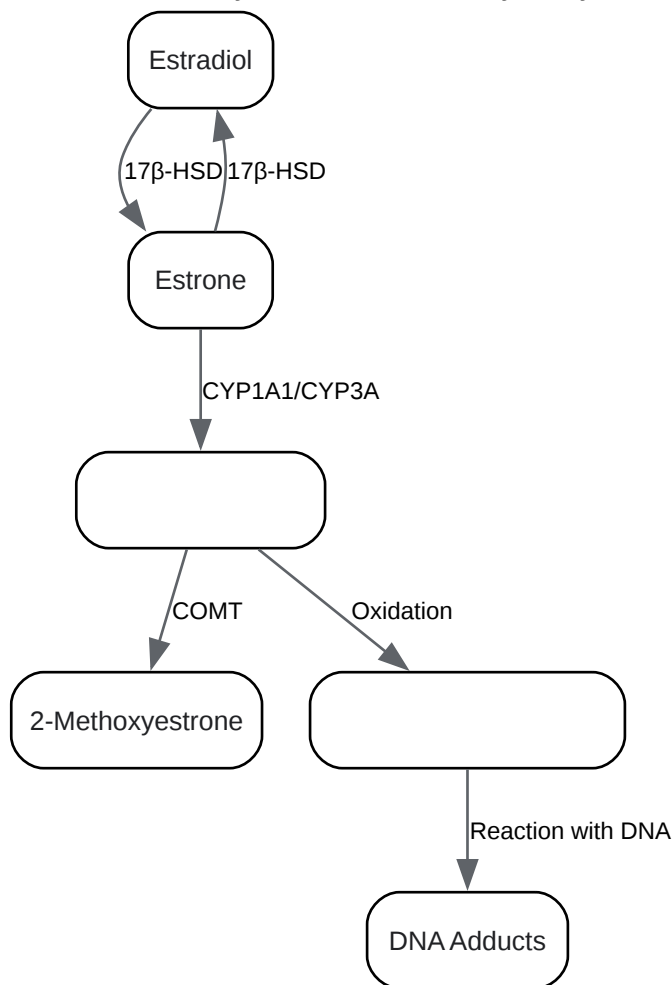 Estradiol
17β-HSD
17β-HSD
Estrone
CYP1A1/CYP3A
COMT
Oxidation
2-Methoxyestrone
Reaction with DNA
DNA Adducts